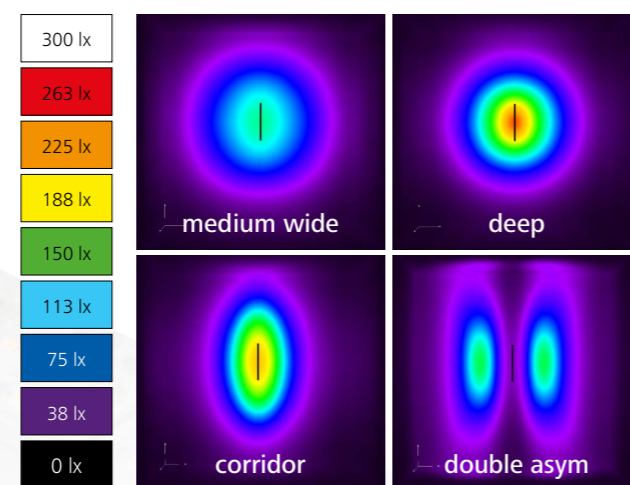 300 lx
263 lx
225 lx
188 lx
150 lx
113 lx
75 lx
38 lx
0 lx
medium wide
deep
corridor
double asym